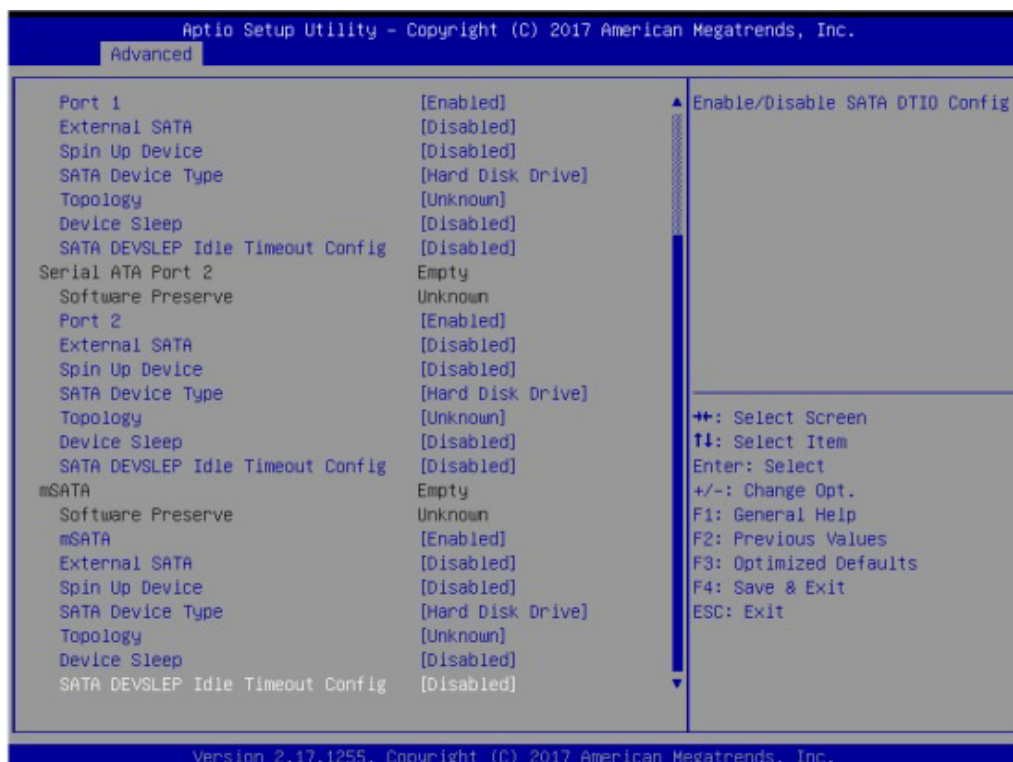 Aptio Setup Utility – Copyright (C) 2017 American Megatrends, Inc.
Advanced
Port 1 [Enabled]
External SATA [Disabled]
Spin Up Device [Disabled]
SATA Device Type [Hard Disk Drive]
Topology [Unknown]
Device Sleep [Disabled]
SATA DEVSLEP Idle Timeout Config [Disabled]
Serial ATA Port 2 Empty
Software Preserve Unknown
Port 2 [Enabled]
External SATA [Disabled]
Spin Up Device [Disabled]
SATA Device Type [Hard Disk Drive]
Topology [Unknown]
Device Sleep [Disabled]
SATA DEVSLEP Idle Timeout Config [Disabled]
mSATA Empty
Software Preserve Unknown
mSATA [Enabled]
External SATA [Disabled]
Spin Up Device [Disabled]
SATA Device Type [Hard Disk Drive]
Topology [Unknown]
Device Sleep [Disabled]
SATA DEVSLEP Idle Timeout Config [Disabled]
Enable/Disable SATA DTIO Config
→←: Select Screen
↑↓: Select Item
Enter: Select
+/-: Change Opt.
F1: General Help
F2: Previous Values
F3: Optimized Defaults
F4: Save & Exit
ESC: Exit
Version 2.17.1255. Copyright (C) 2017 American Megatrends, Inc.